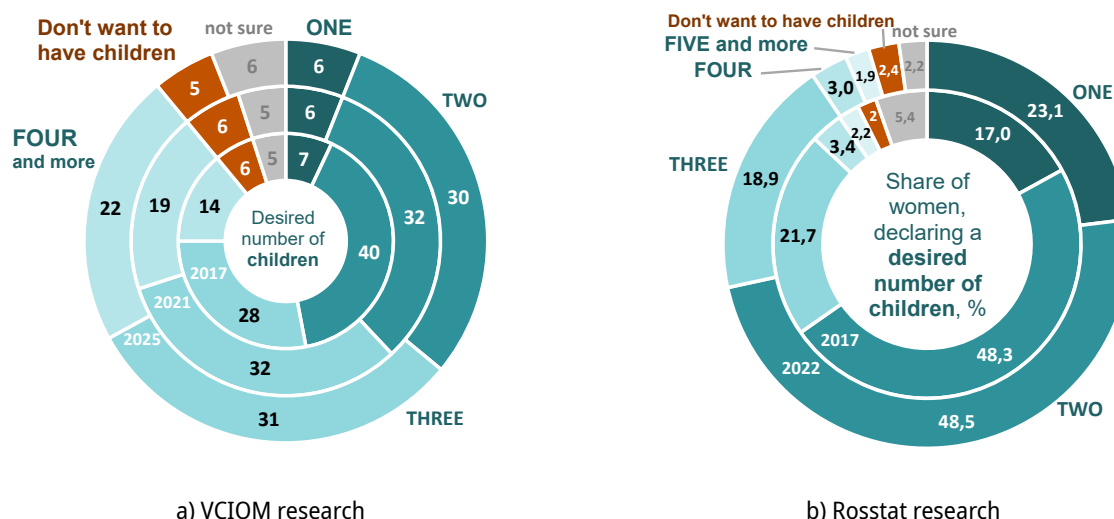 Don't want to
have children
not sure
ONE
TWO
THREE
FOUR
and more
6
6
7
30
32
40
31
32
28
22
19
14
5
6
6
6
5
5
2017
2021
2025
Desired
number of
children
a) VCIOM research
Don't want to have children
not sure
FIVE and more
FOUR
THREE
ONE
TWO
23,1
17,0
48,5
48,3
18,9
21,7
3,0
3,4
1,9
2,2
2,4
2
2,2
5,4
2017
2022
Share of
women,
declaring a
desired
number of
children, %
b) Rosstat research